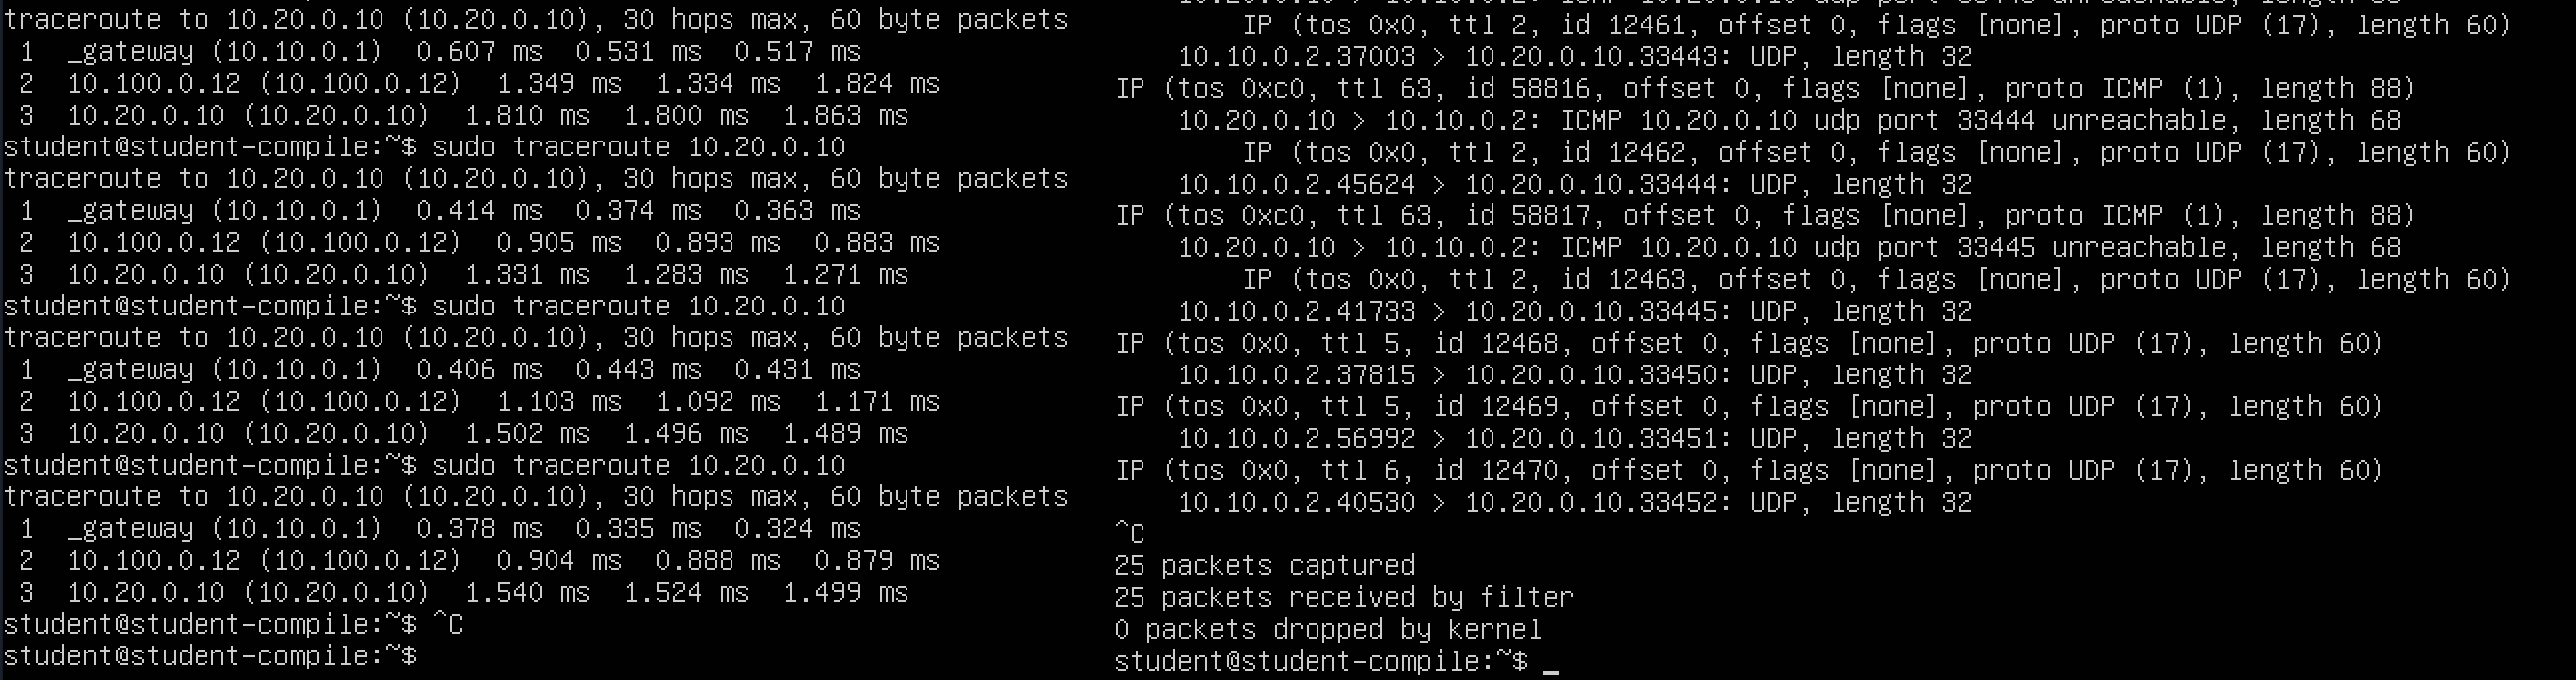 traceroute to 10.20.0.10 (10.20.0.10), 30 hops max, 60 byte packets
 1  _gateway (10.10.0.1)  0.607 ms  0.531 ms  0.517 ms
 2  10.100.0.12 (10.100.0.12)  1.349 ms  1.334 ms  1.824 ms
 3  10.20.0.10 (10.20.0.10)  1.810 ms  1.800 ms  1.863 ms
student@student-compile:~$ sudo traceroute 10.20.0.10
traceroute to 10.20.0.10 (10.20.0.10), 30 hops max, 60 byte packets
 1  _gateway (10.10.0.1)  0.414 ms  0.374 ms  0.363 ms
 2  10.100.0.12 (10.100.0.12)  0.905 ms  0.893 ms  0.883 ms
 3  10.20.0.10 (10.20.0.10)  1.331 ms  1.283 ms  1.271 ms
student@student-compile:~$ sudo traceroute 10.20.0.10
traceroute to 10.20.0.10 (10.20.0.10), 30 hops max, 60 byte packets
 1  _gateway (10.10.0.1)  0.406 ms  0.443 ms  0.431 ms
 2  10.100.0.12 (10.100.0.12)  1.103 ms  1.092 ms  1.171 ms
 3  10.20.0.10 (10.20.0.10)  1.502 ms  1.496 ms  1.489 ms
student@student-compile:~$ sudo traceroute 10.20.0.10
traceroute to 10.20.0.10 (10.20.0.10), 30 hops max, 60 byte packets
 1  _gateway (10.10.0.1)  0.378 ms  0.335 ms  0.324 ms
 2  10.100.0.12 (10.100.0.12)  0.904 ms  0.888 ms  0.879 ms
 3  10.20.0.10 (10.20.0.10)  1.540 ms  1.524 ms  1.499 ms
student@student-compile:~$ ^C
student@student-compile:~$
        IP (tos 0x0, ttl 2, id 12461, offset 0, flags [none], proto UDP (17), length 60)
    10.10.0.2.37003 > 10.20.0.10.33443: UDP, length 32
IP (tos 0xc0, ttl 63, id 58816, offset 0, flags [none], proto ICMP (1), length 88)
    10.20.0.10 > 10.10.0.2: ICMP 10.20.0.10 udp port 33444 unreachable, length 68
        IP (tos 0x0, ttl 2, id 12462, offset 0, flags [none], proto UDP (17), length 60)
    10.10.0.2.45624 > 10.20.0.10.33444: UDP, length 32
IP (tos 0xc0, ttl 63, id 58817, offset 0, flags [none], proto ICMP (1), length 88)
    10.20.0.10 > 10.10.0.2: ICMP 10.20.0.10 udp port 33445 unreachable, length 68
        IP (tos 0x0, ttl 2, id 12463, offset 0, flags [none], proto UDP (17), length 60)
    10.10.0.2.41733 > 10.20.0.10.33445: UDP, length 32
IP (tos 0x0, ttl 5, id 12468, offset 0, flags [none], proto UDP (17), length 60)
    10.10.0.2.37815 > 10.20.0.10.33450: UDP, length 32
IP (tos 0x0, ttl 5, id 12469, offset 0, flags [none], proto UDP (17), length 60)
    10.10.0.2.56992 > 10.20.0.10.33451: UDP, length 32
IP (tos 0x0, ttl 6, id 12470, offset 0, flags [none], proto UDP (17), length 60)
    10.10.0.2.40530 > 10.20.0.10.33452: UDP, length 32
^C
25 packets captured
25 packets received by filter
0 packets dropped by kernel
student@student-compile:~$ _